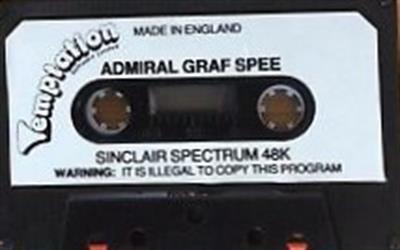 MADE IN ENGLAND
Temptation
ADMIRAL GRAF SPEE
SINCLAIR SPECTRUM 48K
WARNING: IT IS ILLEGAL TO COPY THIS PROGRAM